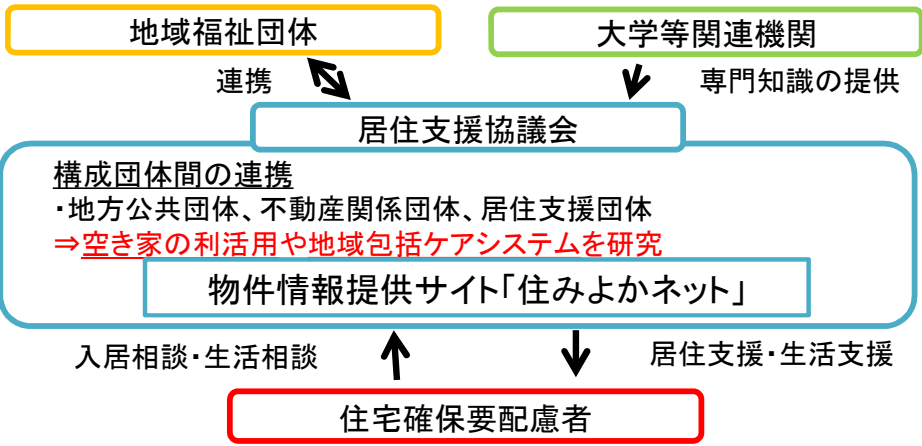 地域福祉団体
大学等関連機関
連携
専門知識の提供
居住支援協議会
構成団体間の連携
・地方公共団体、不動産関係団体、居住支援団体
⇒空き家の利活用や地域包括ケアシステムを研究
物件情報提供サイト「住みよかネット」
入居相談・生活相談
居住支援・生活支援
住宅確保要配慮者